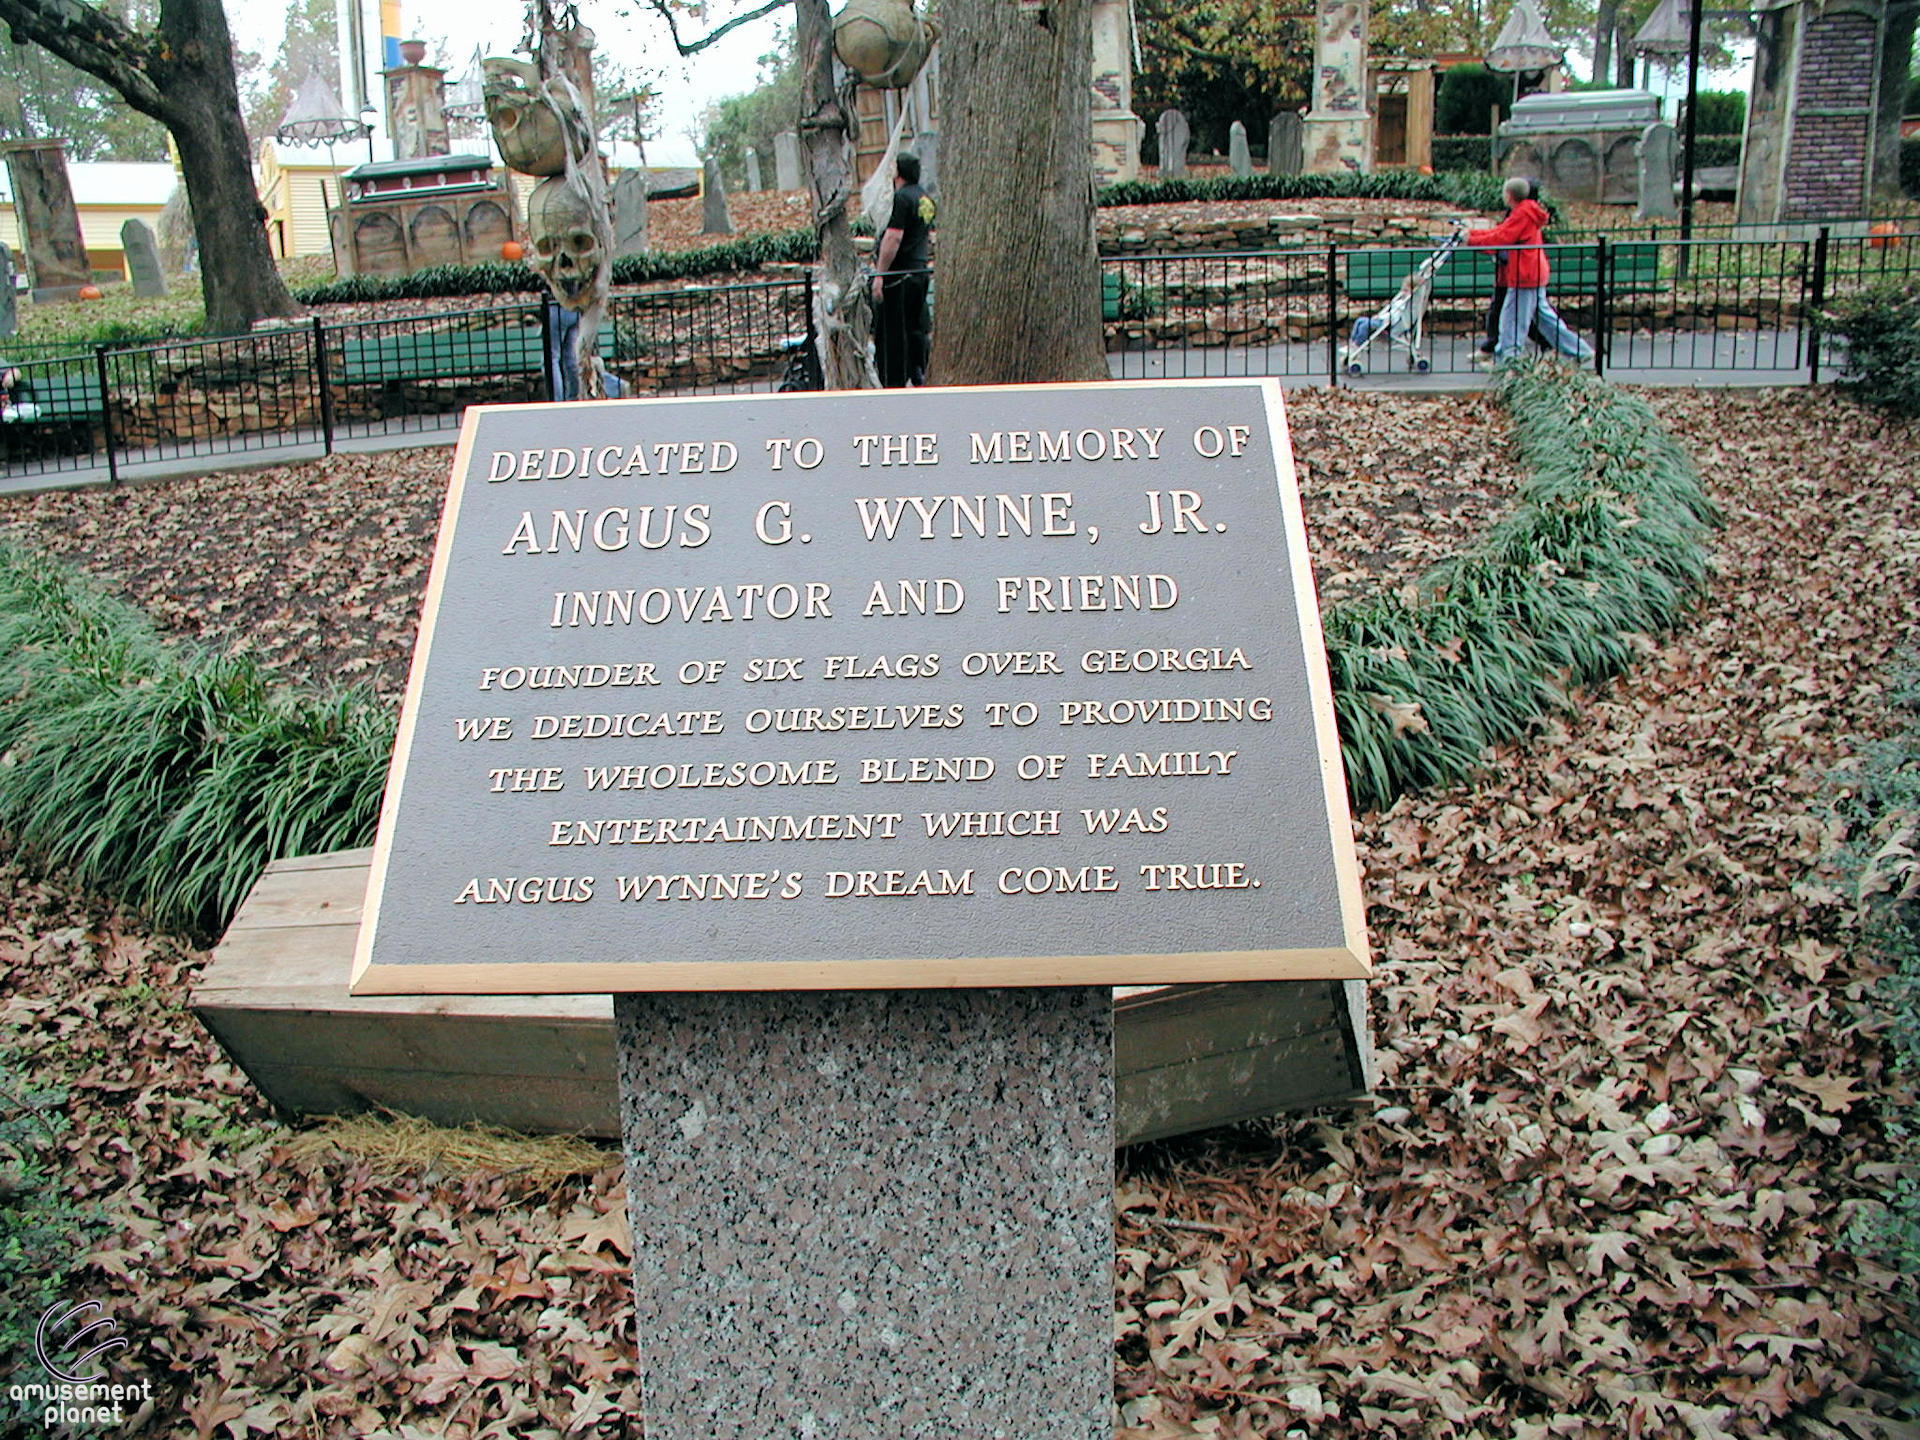 DEDICATED TO THE MEMORY OF
ANGUS G. WYNNE, JR.
INNOVATOR AND FRIEND
FOUNDER OF SIX FLAGS OVER GEORGIA
WE DEDICATE OURSELVES TO PROVIDING
THE WHOLESOME BLEND OF FAMILY
ENTERTAINMENT WHICH WAS
ANGUS WYNNE'S DREAM COME TRUE.
amusement
planet